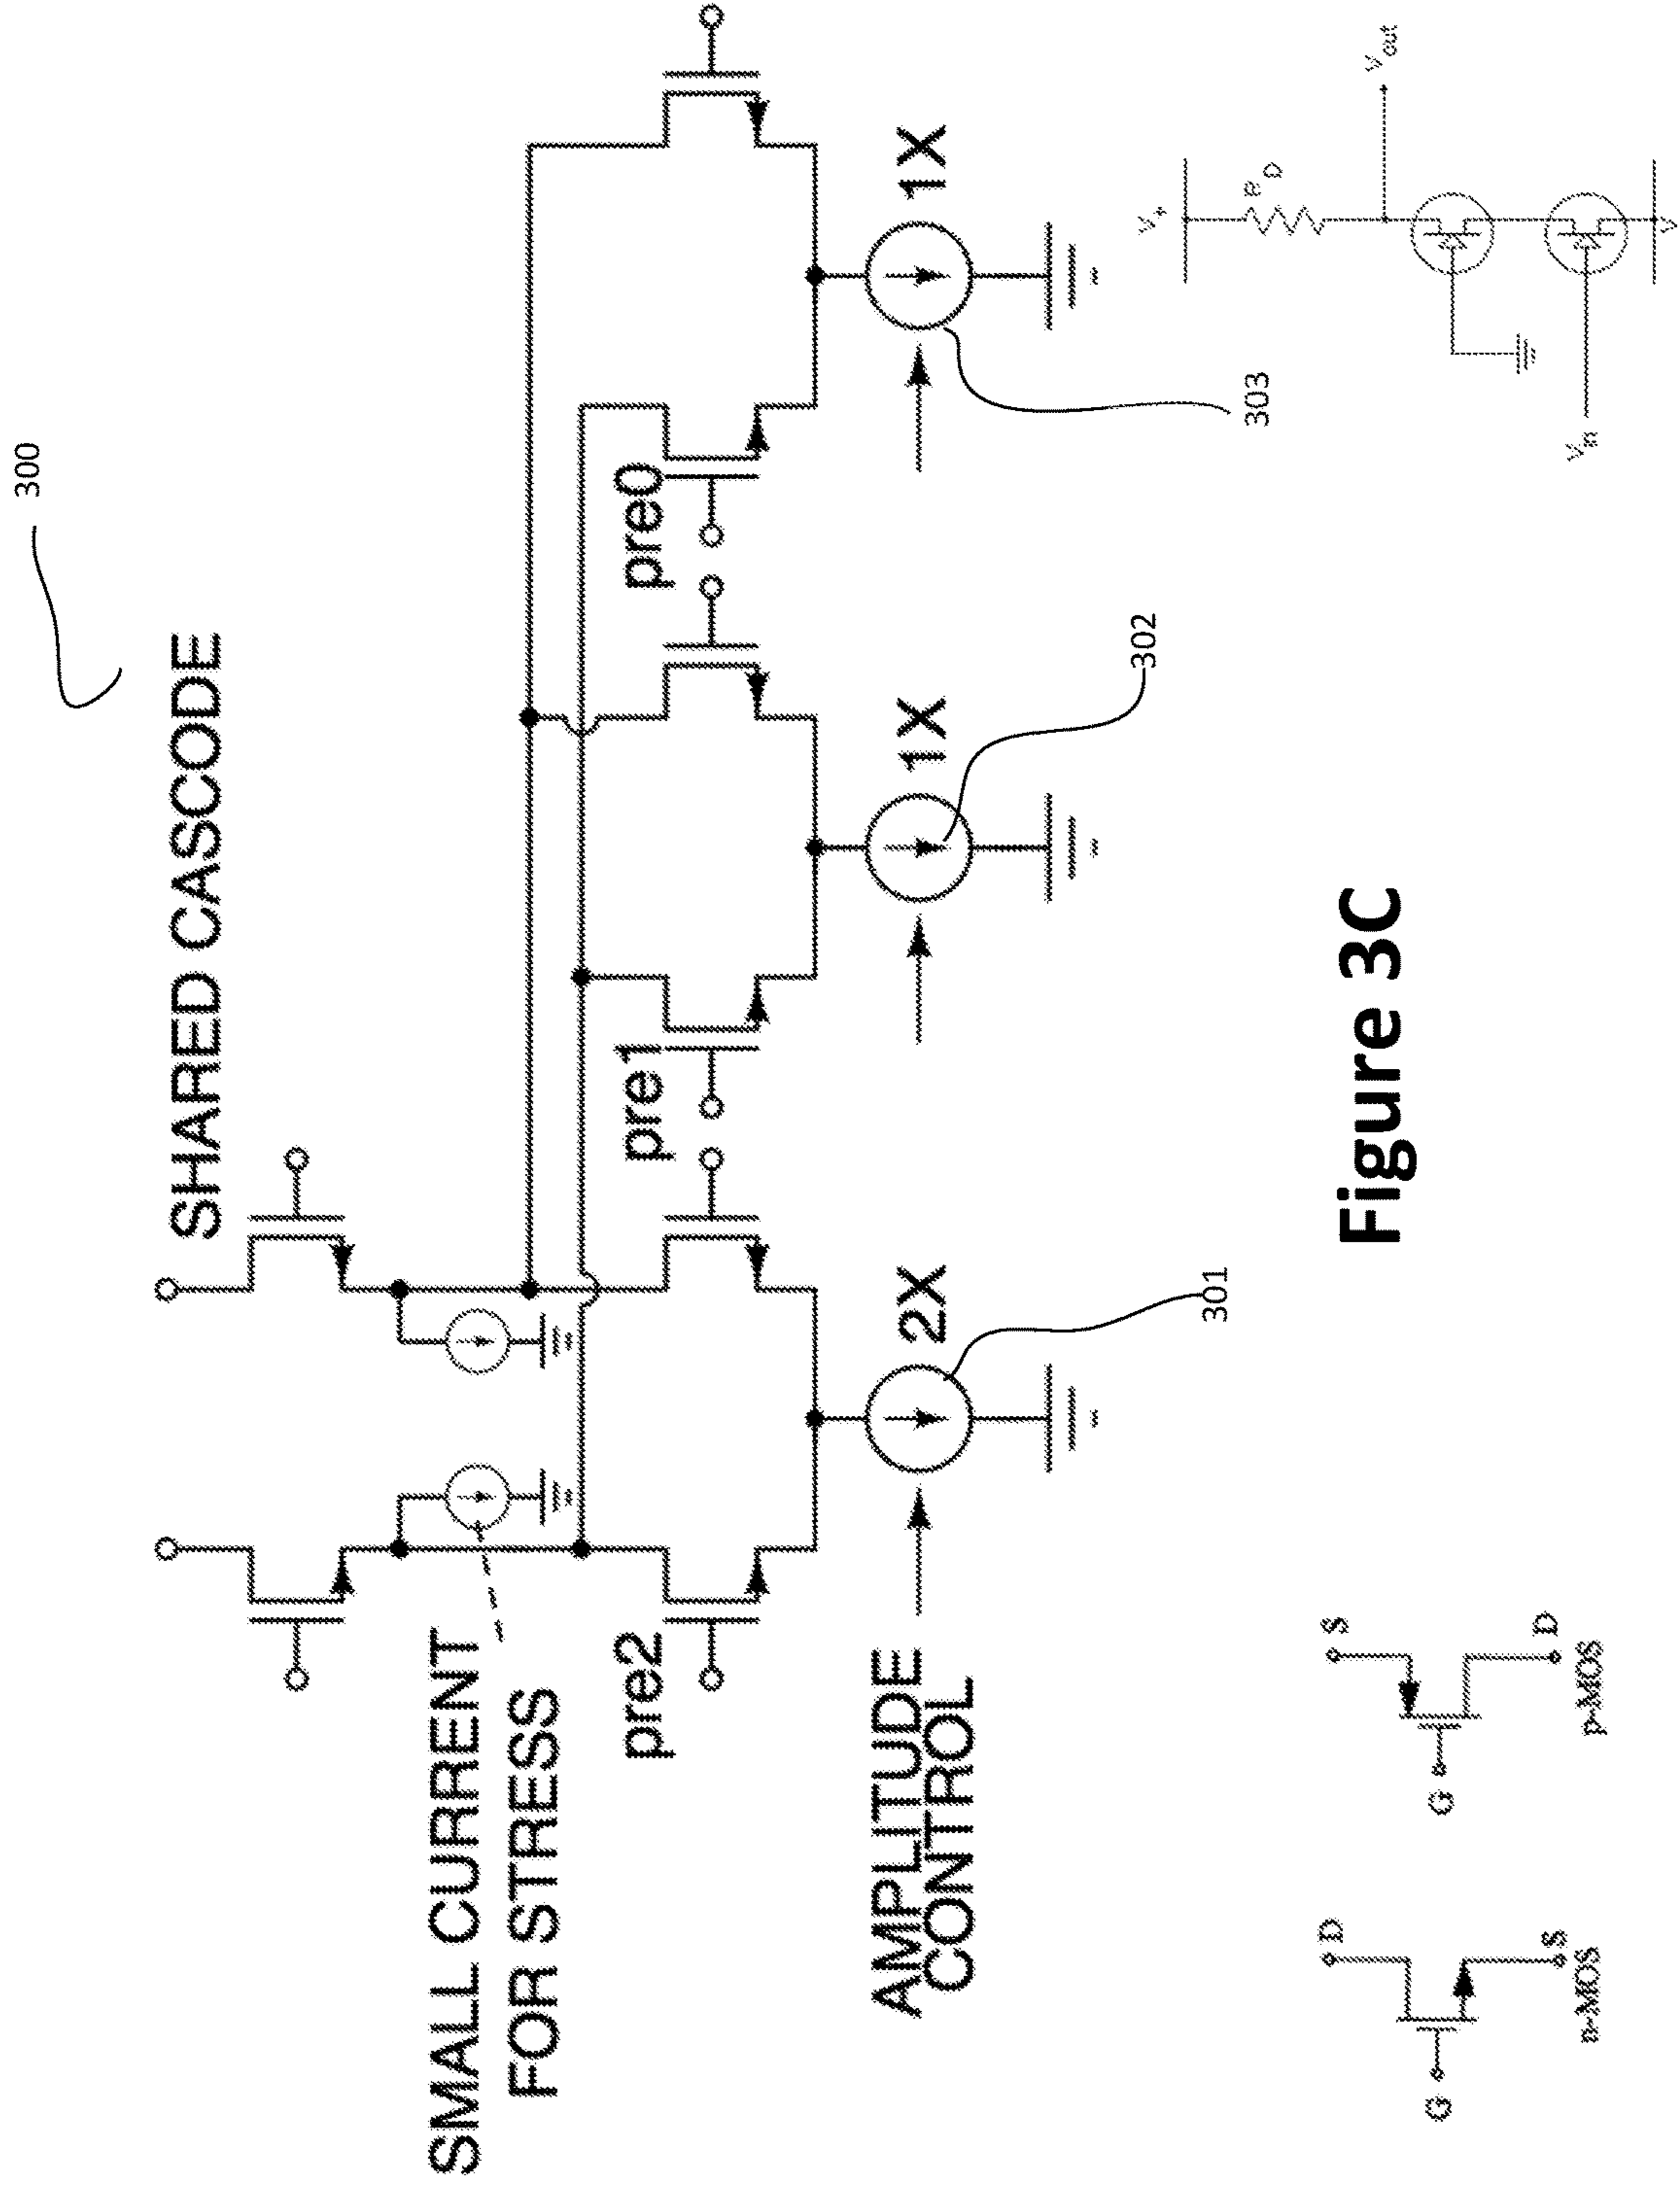 300
SHARED CASCODE
SMALL CURRENT
FOR STRESS
pre2
pre1
pre0
AMPLITUDE
CONTROL
2X
1X
1X
301
302
303
Figure 3C
D
G
S
n-MOS
S
G
D
p-MOS
V+
R D
Vout
Vin